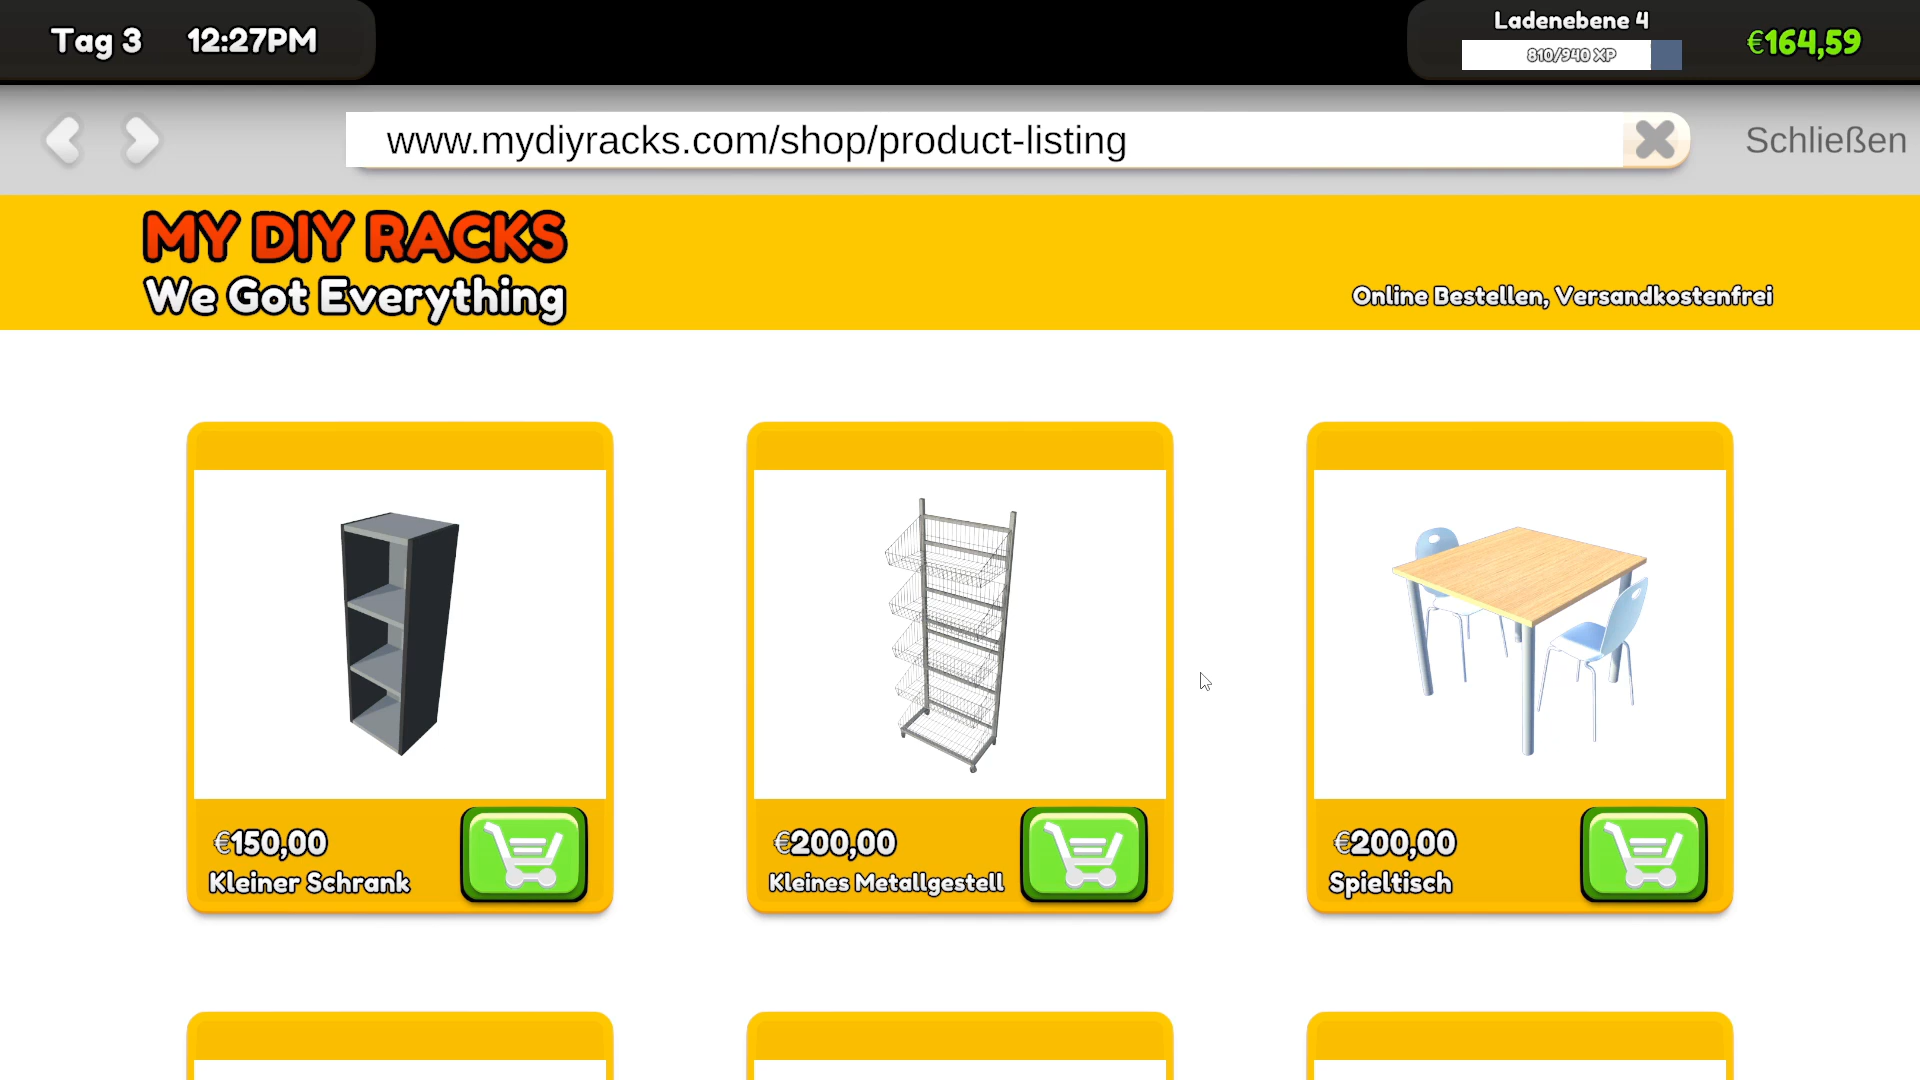 Tag 3 12:27PM
Ladenebene 4
810/940 XP
€164,59
www.mydiyracks.com/shop/product-listing
Schließen
MY DIY RACKS
We Got Everything
Online Bestellen, Versandkostenfrei
€150,00
Kleiner Schrank
€200,00
Kleines Metallgestell
€200,00
Spieltisch